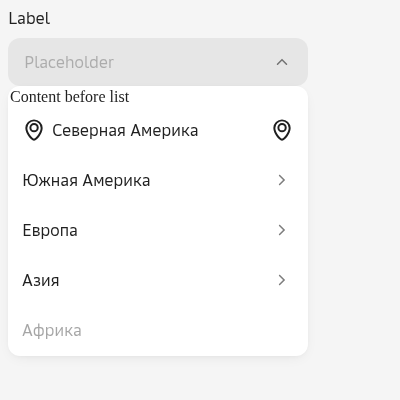 Label
Placeholder
Content before list
Северная Америка
Южная Америка
Европа
Азия
Африка